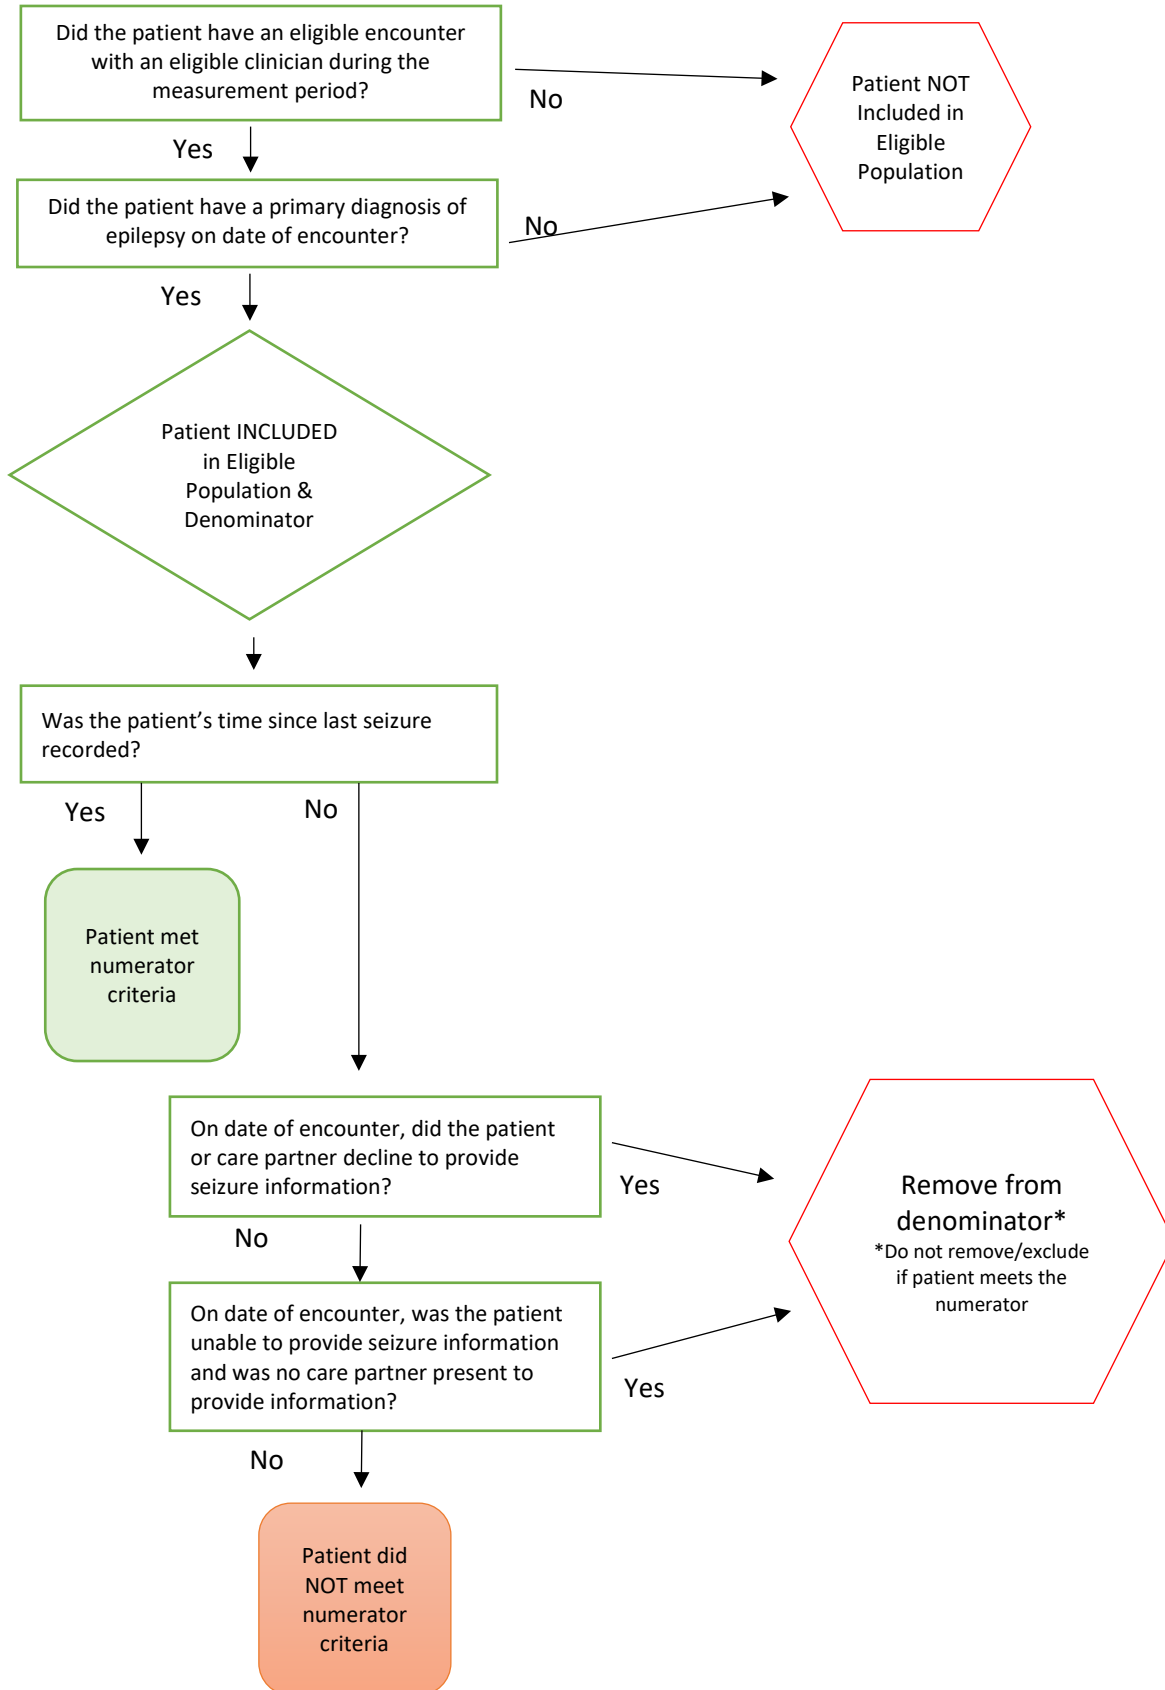 Did the patient have an eligible encounter
with an eligible clinician during the
measurement period?
No
Patient NOT
Included in
Eligible
Population
Yes
Did the patient have a primary diagnosis of
epilepsy on date of encounter?
No
Yes
Patient INCLUDED
in Eligible
Population &
Denominator
Was the patient’s time since last seizure
recorded?
Yes
No
Patient met
numerator
criteria
On date of encounter, did the patient
or care partner decline to provide
seizure information?
Yes
Remove from
denominator*
*Do not remove/exclude
if patient meets the
numerator
No
On date of encounter, was the patient
unable to provide seizure information
and was no care partner present to
provide information?
Yes
No
Patient did
NOT meet
numerator
criteria